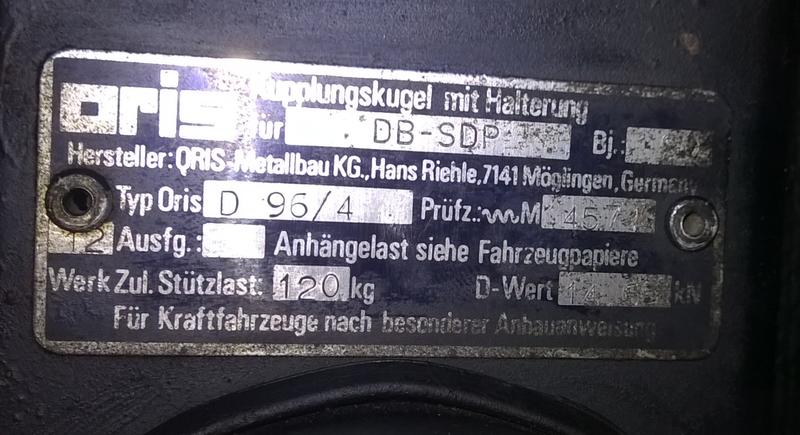 oris Kupplungskugel mit Halterung
für DB-SDP Bj.:
Hersteller: ORIS-Metallbau KG., Hans Riehle, 7141 Möglingen, Germany
Typ Oris D 96/4 Prüfz.: M 4574
12 Ausfg.: Anhängelast siehe Fahrzeugpapiere
Werk Zul. Stützlast: 120 kg D-Wert kN
Für Kraftfahrzeuge nach besonderer Anbauanweisung